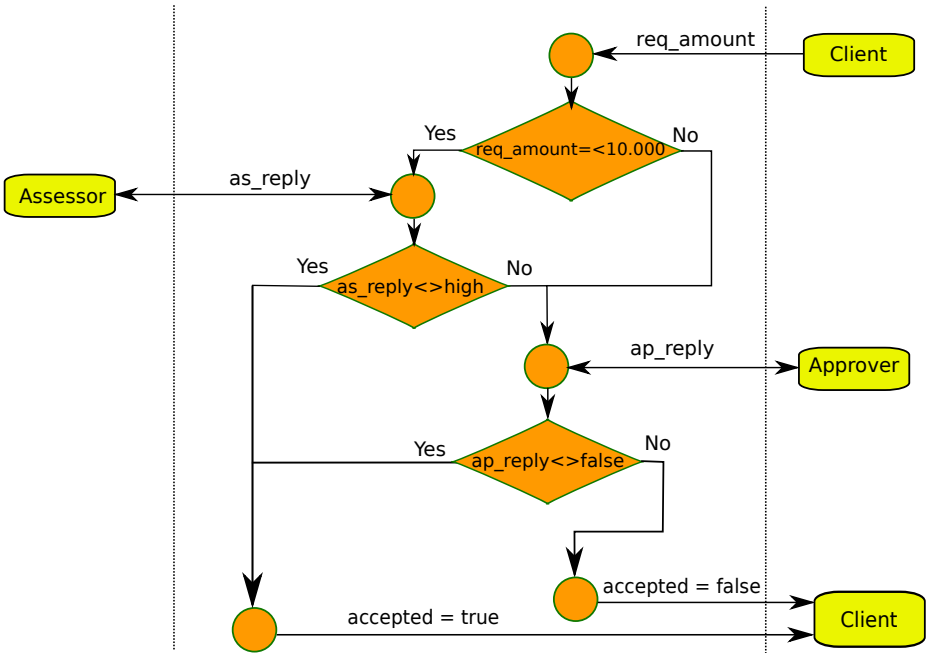 req_amount
Client
Yes
No
req_amount=<10.000
as_reply
Assessor
Yes
No
as_reply<>high
ap_reply
Approver
Yes
No
ap_reply<>false
accepted = false
accepted = true
Client